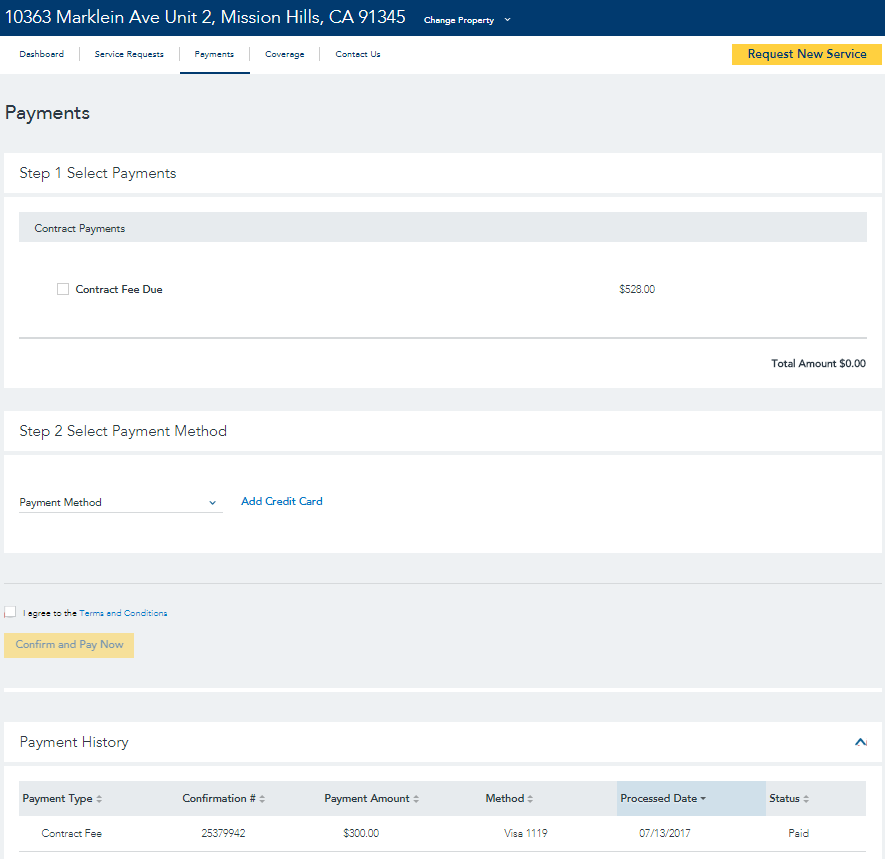 10363 Marklein Ave Unit 2, Mission Hills, CA 91345 Change Property
Dashboard Service Requests Payments Coverage Contact Us Request New Service
Payments
Step 1 Select Payments
Contract Payments
Contract Fee Due $528.00
Total Amount $0.00
Step 2 Select Payment Method
Payment Method Add Credit Card
I agree to the Terms and Conditions
Confirm and Pay Now
Payment History
Payment Type Confirmation # Payment Amount Method Processed Date Status
Contract Fee 25379942 $300.00 Visa 1119 07/13/2017 Paid